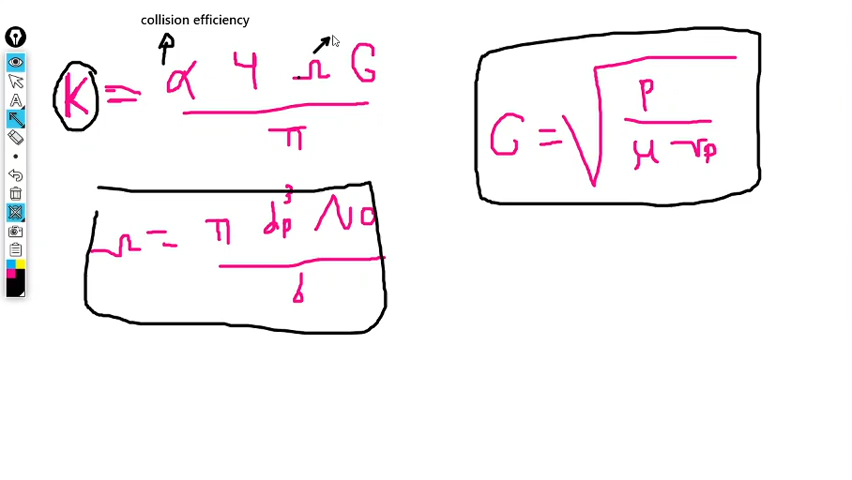 collision efficiency
K = α 4 Ω G
π
G = √ P
μ ∀p
Ω = π dp³ No
6